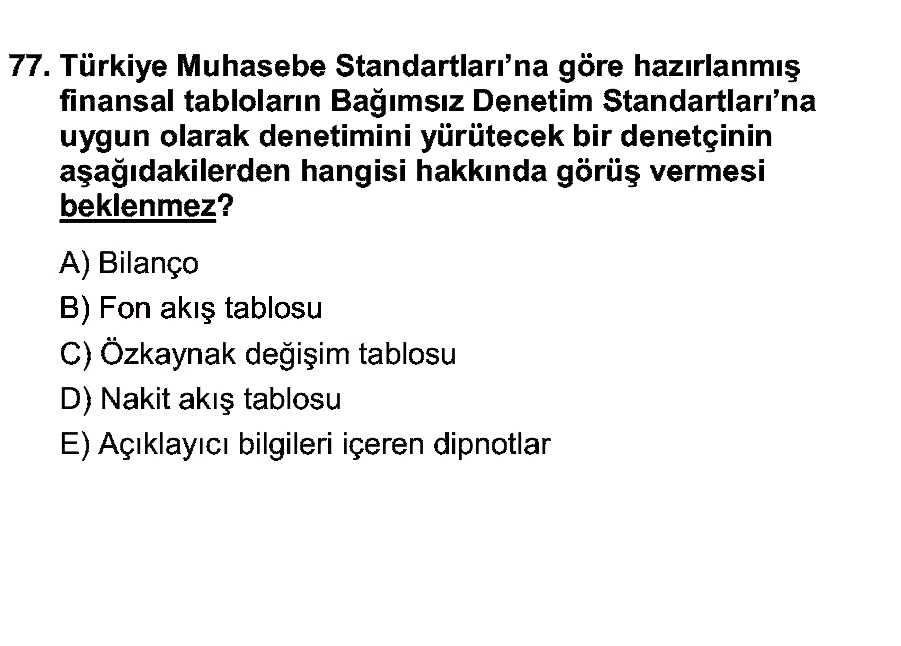 77. Türkiye Muhasebe Standartları’na göre hazırlanmış
finansal tabloların Bağımsız Denetim Standartları’na
uygun olarak denetimini yürütecek bir denetçinin
aşağıdakilerden hangisi hakkında görüş vermesi
beklenmez?
A) Bilanço
B) Fon akış tablosu
C) Özkaynak değişim tablosu
D) Nakit akış tablosu
E) Açıklayıcı bilgileri içeren dipnotlar